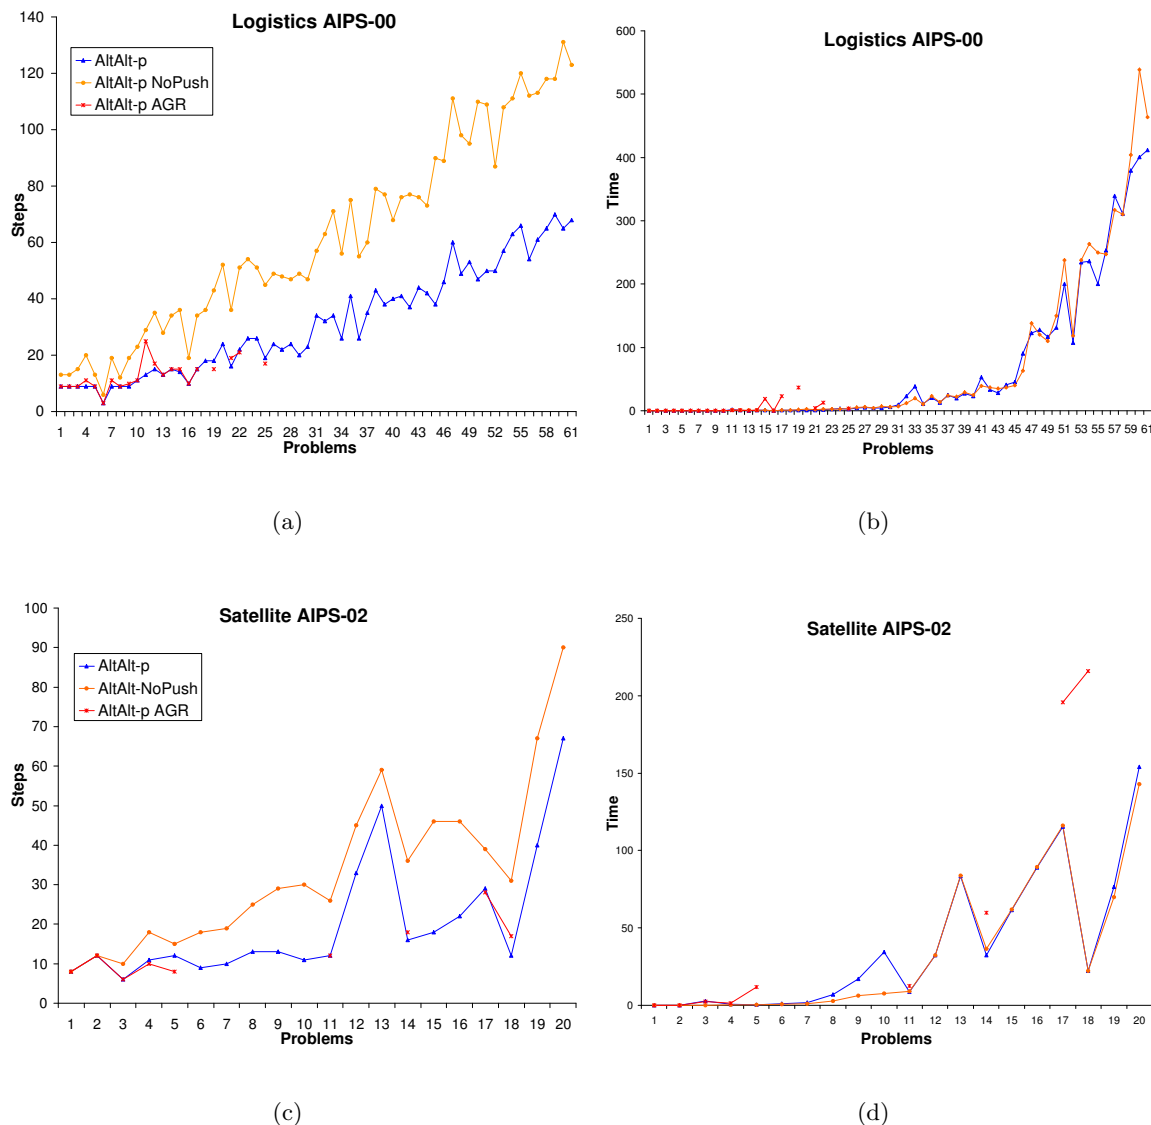 Logistics AIPS-00
AltAlt-p
AltAlt-p NoPush
AltAlt-p AGR
Steps
140
120
100
80
60
40
20
0
1 4 7 10 13 16 19 22 25 28 31 34 37 40 43 46 49 52 55 58 61
Problems
(a)
Logistics AIPS-00
Time
600
500
400
300
200
100
0
1 3 5 7 9 11 13 15 17 19 21 23 25 27 29 31 33 35 37 39 41 43 45 47 49 51 53 55 57 59 61
Problems
(b)
Satellite AIPS-02
AltAlt-p
AltAlt-NoPush
AltAlt-p AGR
Steps
100
90
80
70
60
50
40
30
20
10
0
1 2 3 4 5 6 7 8 9 10 11 12 13 14 15 16 17 18 19 20
Problems
(c)
Satellite AIPS-02
Time
250
200
150
100
50
0
1 2 3 4 5 6 7 8 9 10 11 12 13 14 15 16 17 18 19 20
Problems
(d)